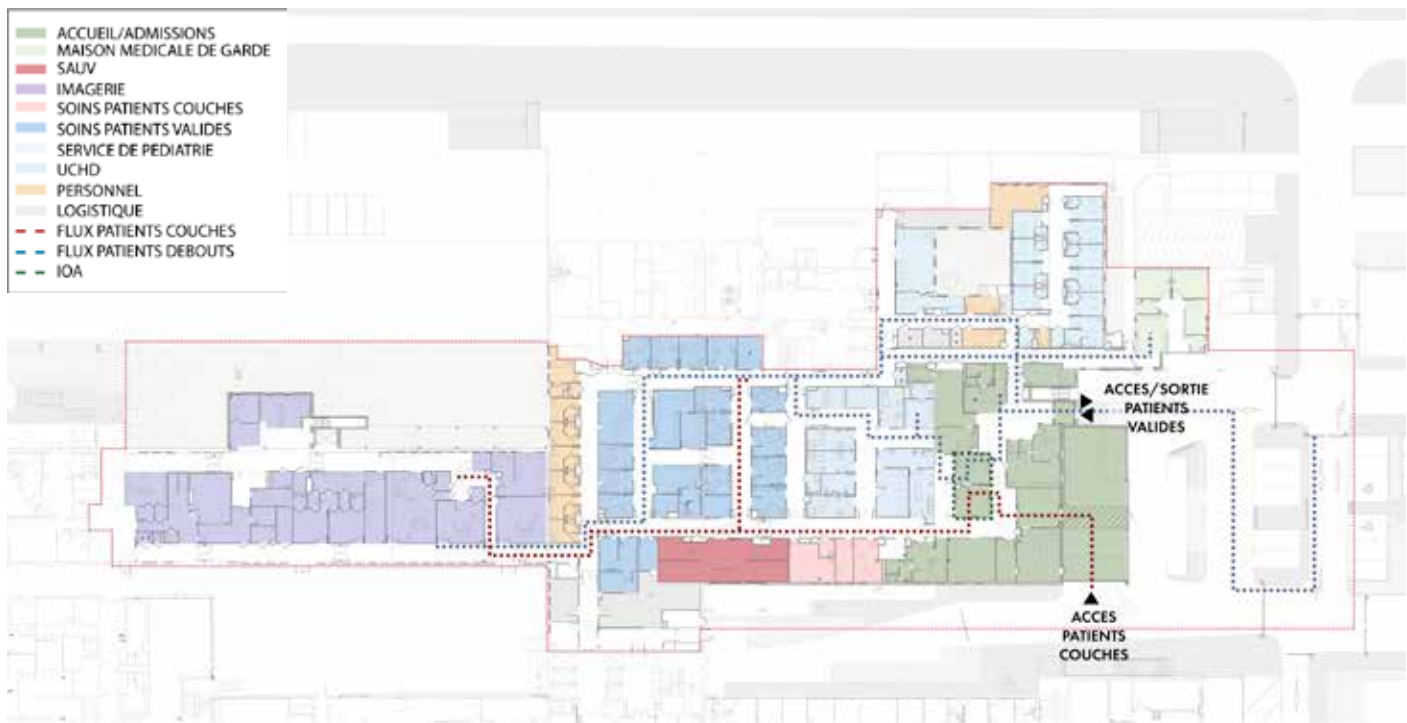 ACCUEIL/ADMISSIONS
MAISON MEDICALE DE GARDE
SAUV
IMAGERIE
SOINS PATIENTS COUCHES
SOINS PATIENTS VALIDES
SERVICE DE PEDIATRIE
UCHD
PERSONNEL
LOGISTIQUE
FLUX PATIENTS COUCHES
FLUX PATIENTS DEBOUTS
IOA
ACCES/SORTIE
PATIENTS
VALIDES
ACCES
PATIENTS
COUCHES